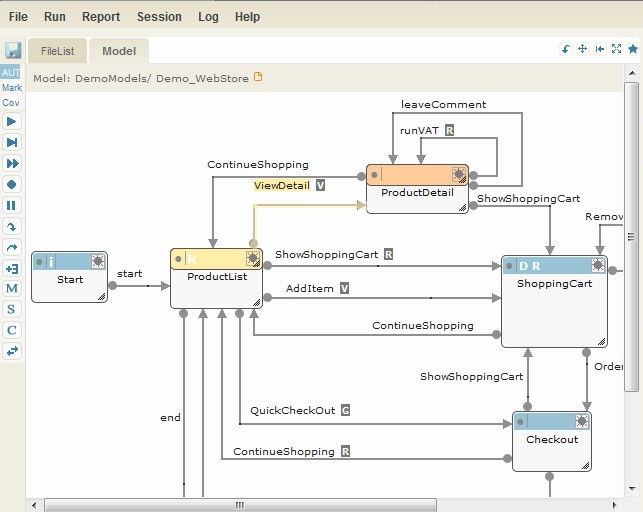 File Run Report Session Log Help
FileList Model
AUT
Mark
Cov
Model: DemoModels/ Demo_WebStore
leaveComment
runVAT R
ContinueShopping
ViewDetail V
ProductDetail
ShowShoppingCart
Remov
i
Start
start
R
ProductList
ShowShoppingCart R
D R
ShoppingCart
AddItem V
ContinueShopping
ShowShoppingCart
Order
end
QuickCheckOut G
Checkout
ContinueShopping R
M
S
C